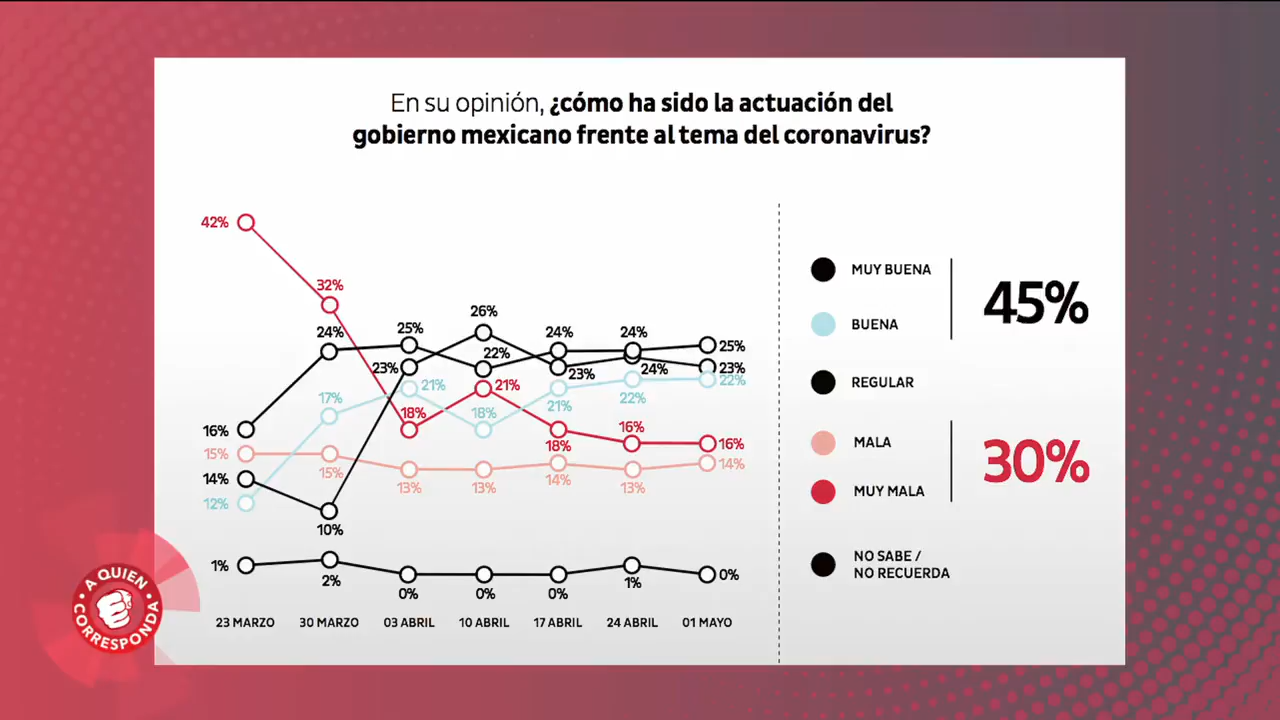 En su opinión, ¿cómo ha sido la actuación del
gobierno mexicano frente al tema del coronavirus?
42%
32%
24%
25%
26%
24%
24%
25%
23%
22%
23%
24%
23%
22%
17%
21%
21%
18%
21%
22%
16%
18%
18%
16%
16%
15%
15%
13%
13%
14%
13%
14%
14%
12%
10%
1%
2%
0%
0%
0%
1%
0%
23 MARZO
30 MARZO
03 ABRIL
10 ABRIL
17 ABRIL
24 ABRIL
01 MAYO
MUY BUENA
BUENA
45%
REGULAR
MALA
MUY MALA
30%
NO SABE /
NO RECUERDA
A QUIEN
CORRESPONDA